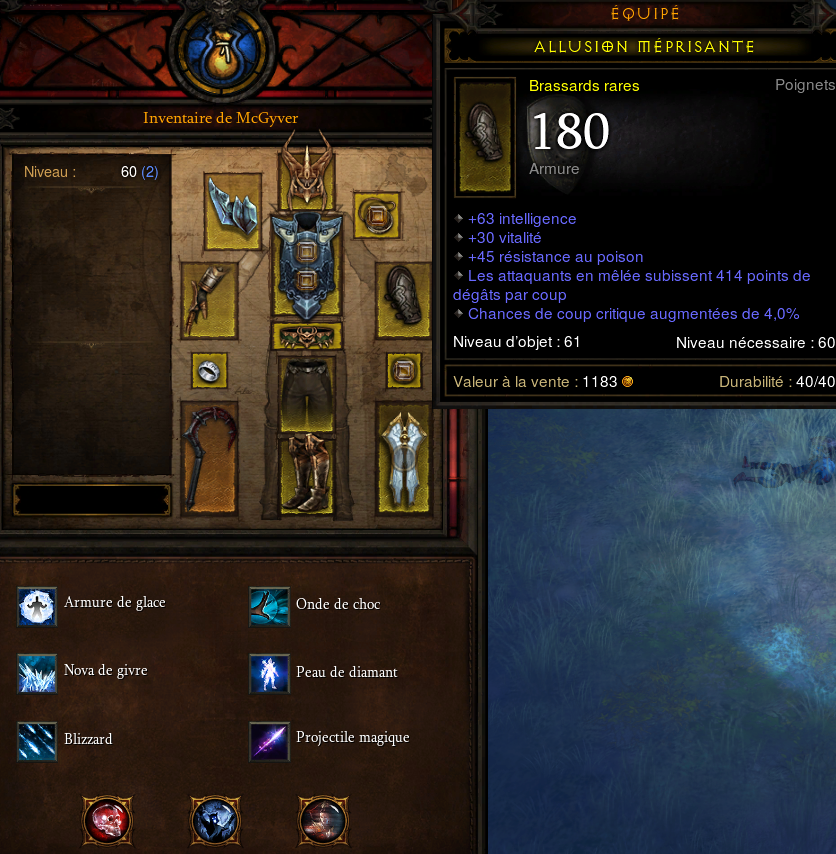 ÉQUIPÉ
ALLUSION MÉPRISANTE
Brassards rares
Poignets
180
Armure
+63 intelligence
+30 vitalité
+45 résistance au poison
Les attaquants en mêlée subissent 414 points de
dégâts par coup
Chances de coup critique augmentées de 4,0%
Niveau d'objet : 61
Niveau nécessaire : 60
Valeur à la vente : 1183
Durabilité : 40/40
Inventaire de McGyver
Niveau : 60 (2)
Armure de glace
Onde de choc
Nova de givre
Peau de diamant
Blizzard
Projectile magique